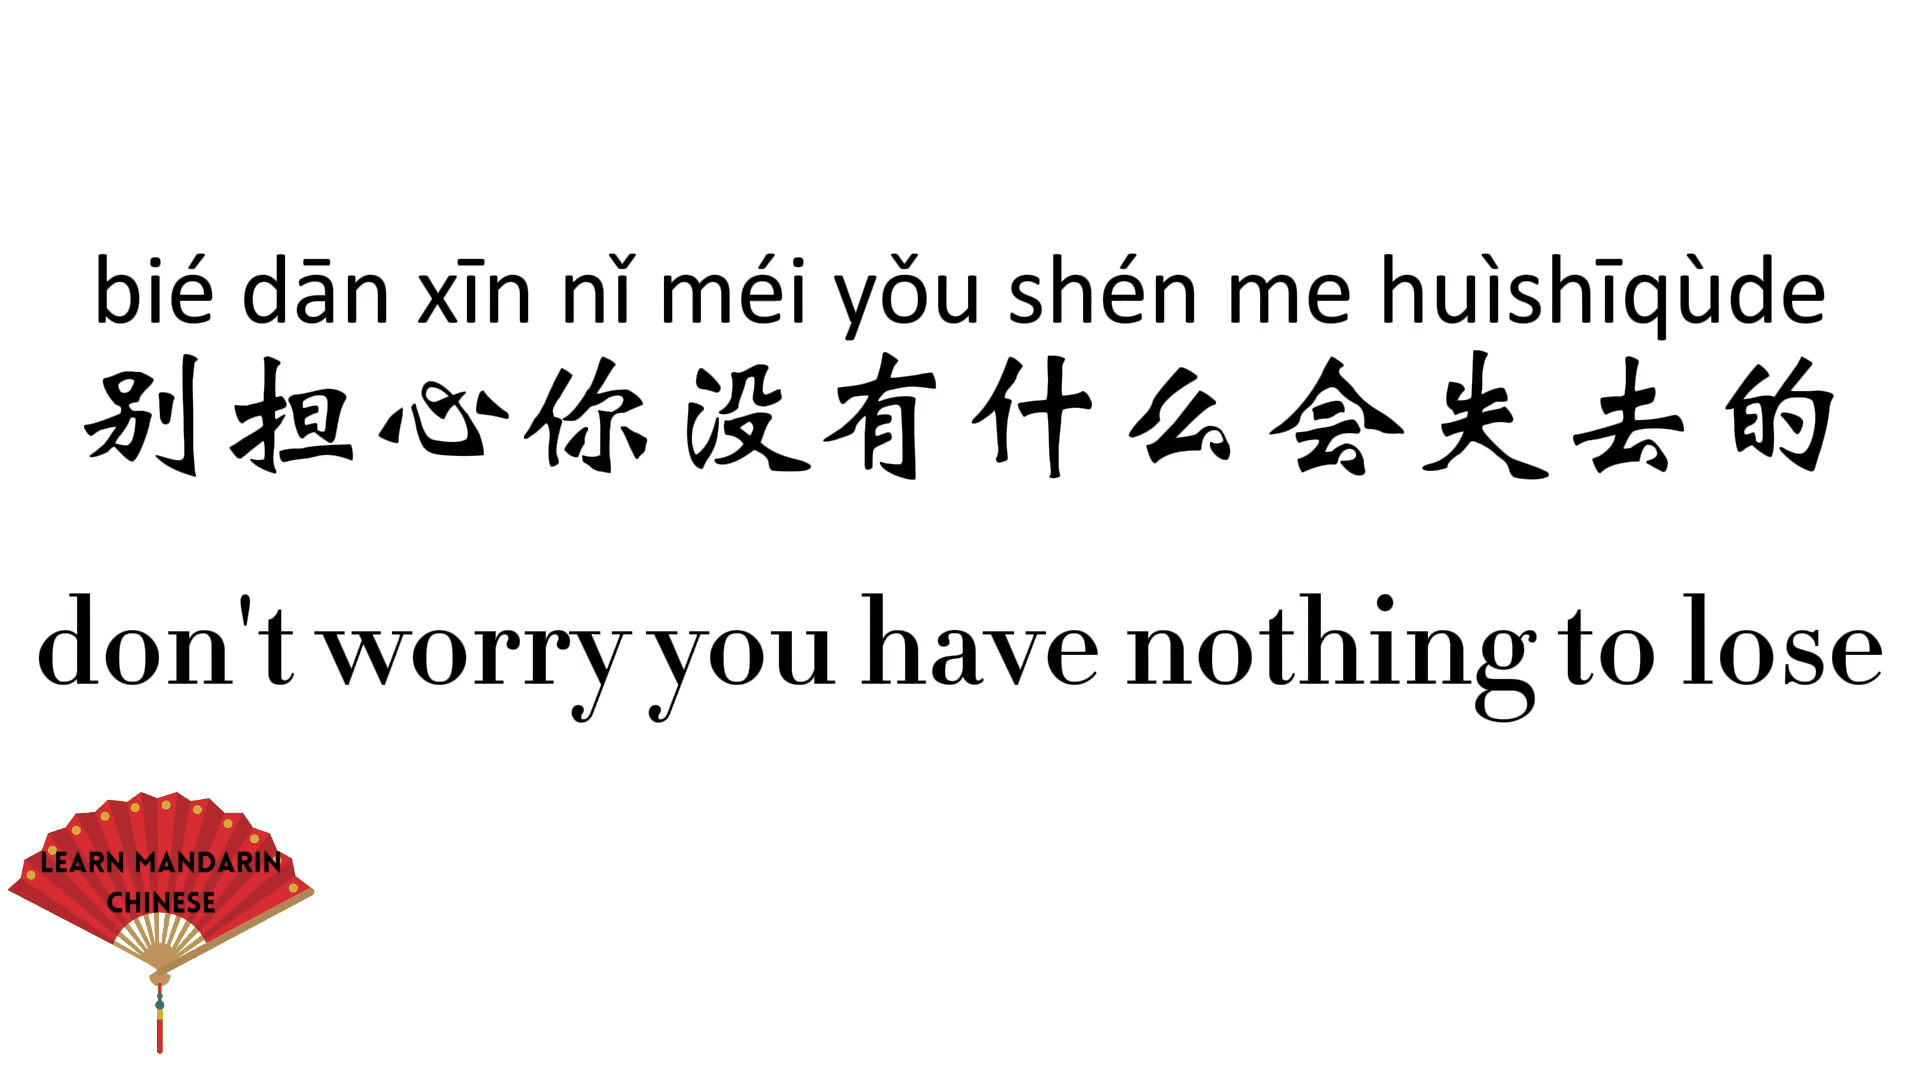 bié dān xīn nǐ méi yǒu shén me huìshīqùde
别担心你没有什么会失去的
don't worry you have nothing to lose
LEARN MANDARIN
CHINESE